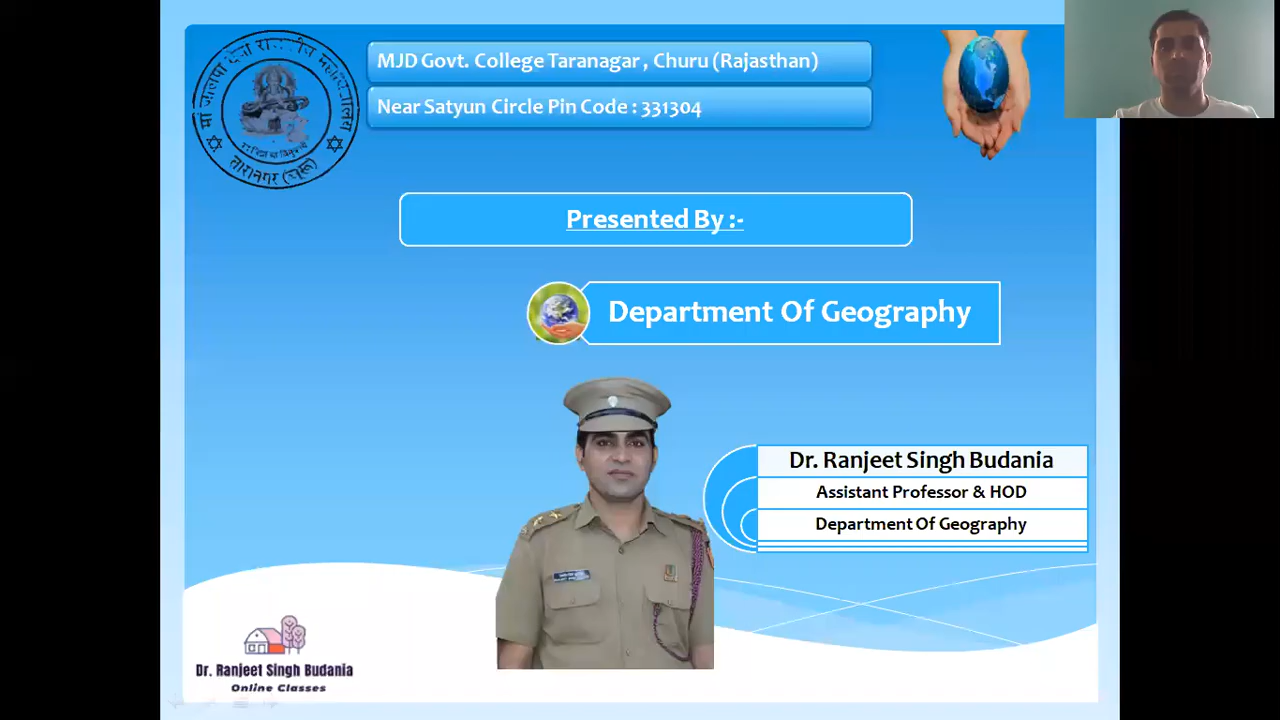 MJD Govt. College Taranagar , Churu (Rajasthan)
Near Satyun Circle Pin Code : 331304
तारानगर (चूरू)
Presented By :-
Department Of Geography
Dr. Ranjeet Singh Budania
Assistant Professor & HOD
Department Of Geography
Dr. Ranjeet Singh Budania
Online Classes